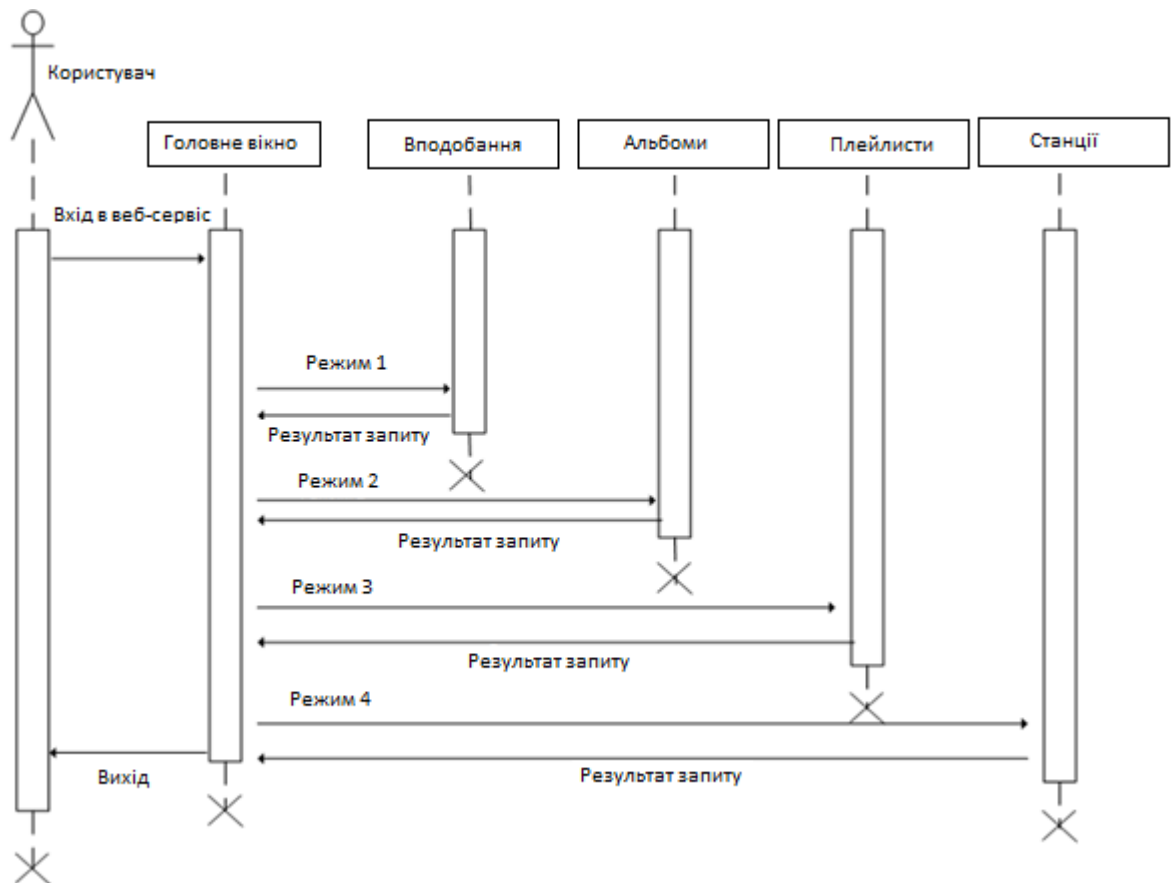 Користувач
Головне вікно
Вподобання
Альбоми
Плейлисти
Станції
Вхід в веб-сервіс
Режим 1
Результат запиту
Режим 2
Результат запиту
Режим 3
Результат запиту
Режим 4
Вихід
Результат запиту